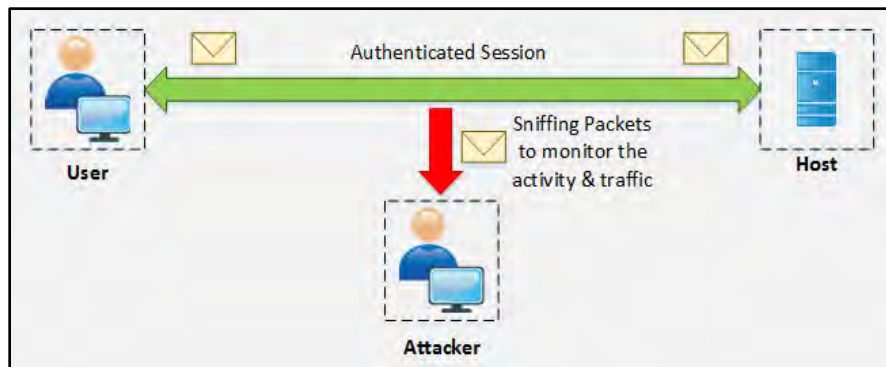 Authenticated Session
Sniffing Packets
to monitor the
activity & traffic
User
Host
Attacker